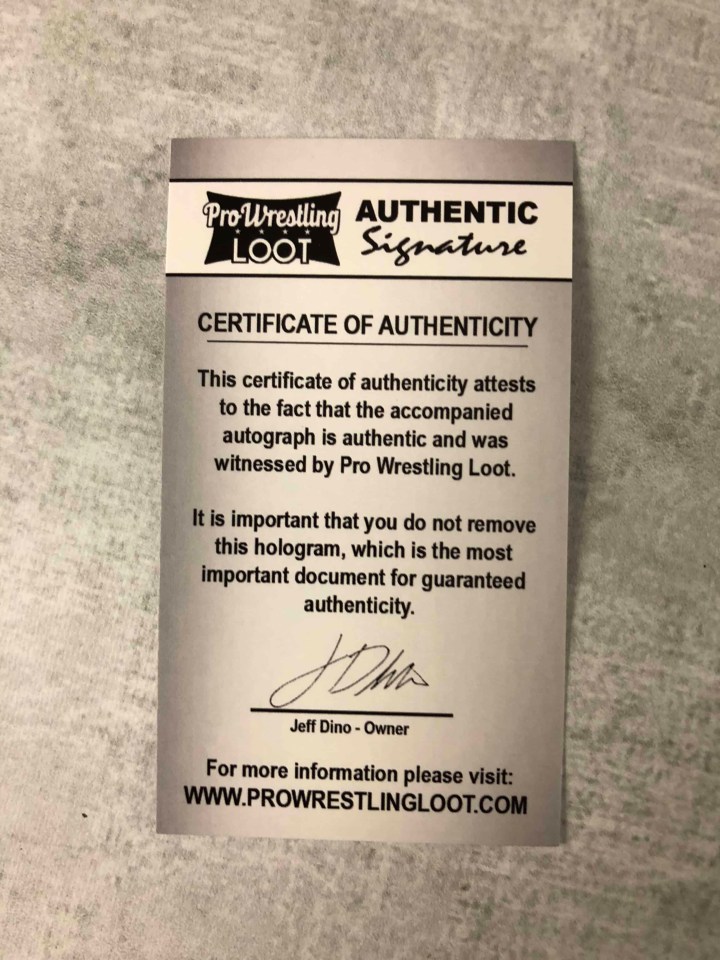 Pro Wrestling
LOOT
AUTHENTIC
Signature
CERTIFICATE OF AUTHENTICITY
This certificate of authenticity attests
to the fact that the accompanied
autograph is authentic and was
witnessed by Pro Wrestling Loot.
It is important that you do not remove
this hologram, which is the most
important document for guaranteed
authenticity.
J Dino
Jeff Dino - Owner
For more information please visit:
WWW.PROWRESTLINGLOOT.COM